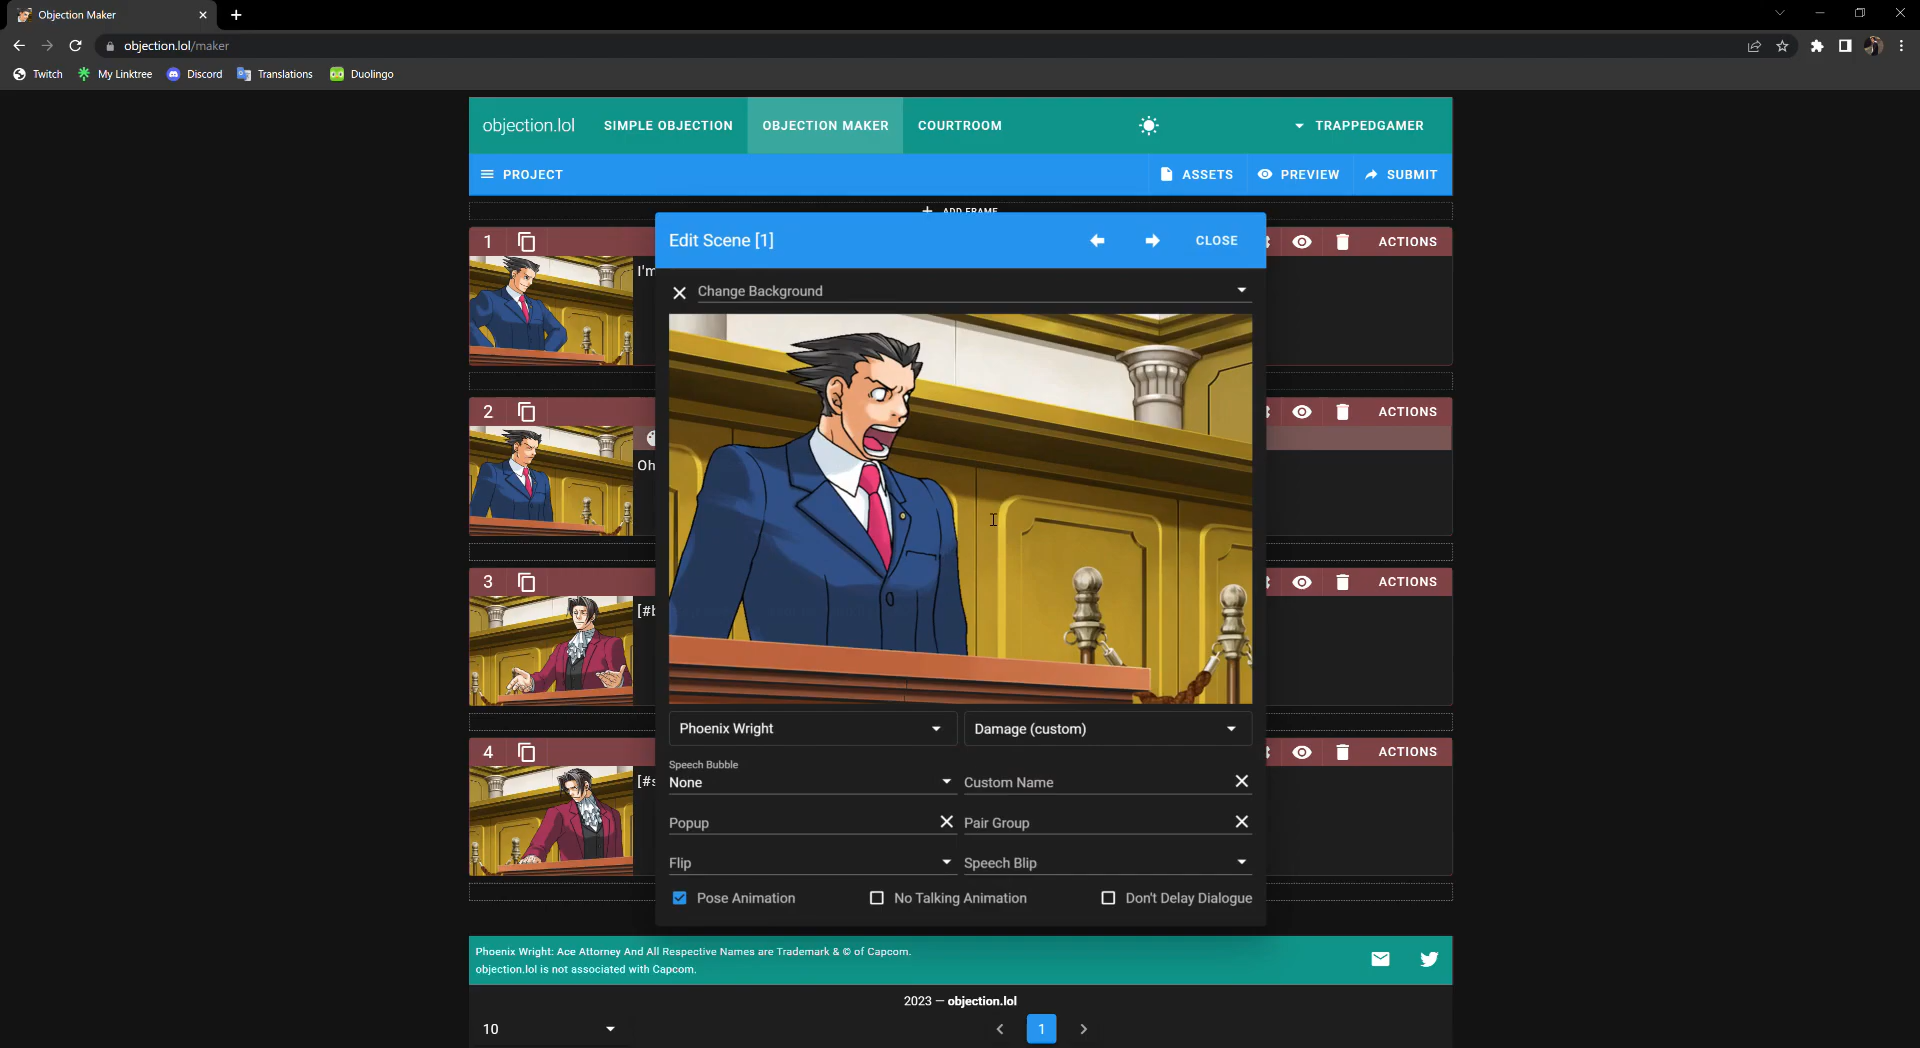 Objection Maker
objection.lol/maker
Twitch My Linktree Discord Translations Duolingo
objection.lol SIMPLE OBJECTION OBJECTION MAKER COURTROOM TRAPPEDGAMER
PROJECT ASSETS PREVIEW SUBMIT
ADD FRAME
Edit Scene [1] CLOSE
1 I'm ACTIONS
Change Background
2 ACTIONS
Oh
3 ACTIONS
[#b
4 ACTIONS
[#s
Phoenix Wright Damage (custom)
Speech Bubble
None Custom Name
Popup Pair Group
Flip Speech Blip
Pose Animation No Talking Animation Don't Delay Dialogue
Phoenix Wright: Ace Attorney And All Respective Names are Trademark & © of Capcom.
objection.lol is not associated with Capcom.
2023 — objection.lol
10 1